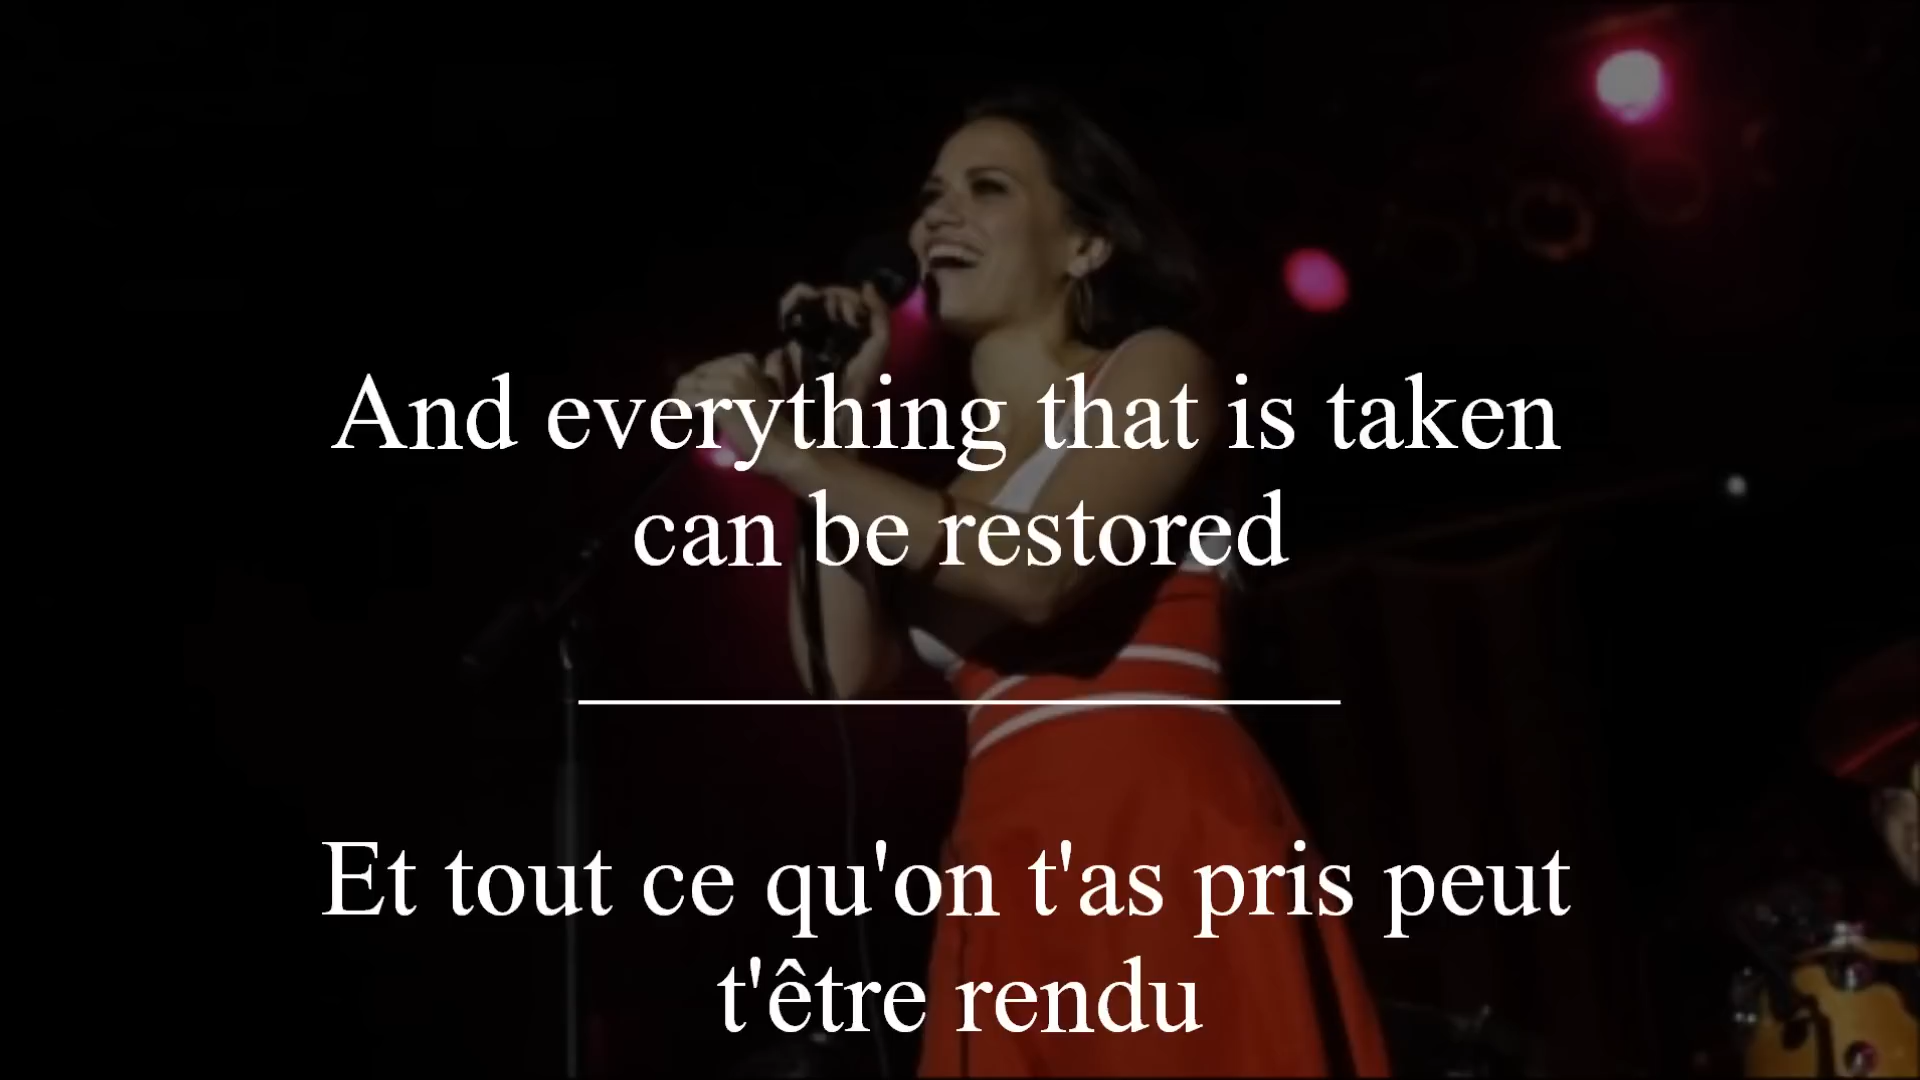 And everything that is taken
can be restored
Et tout ce qu'on t'as pris peut
t'être rendu